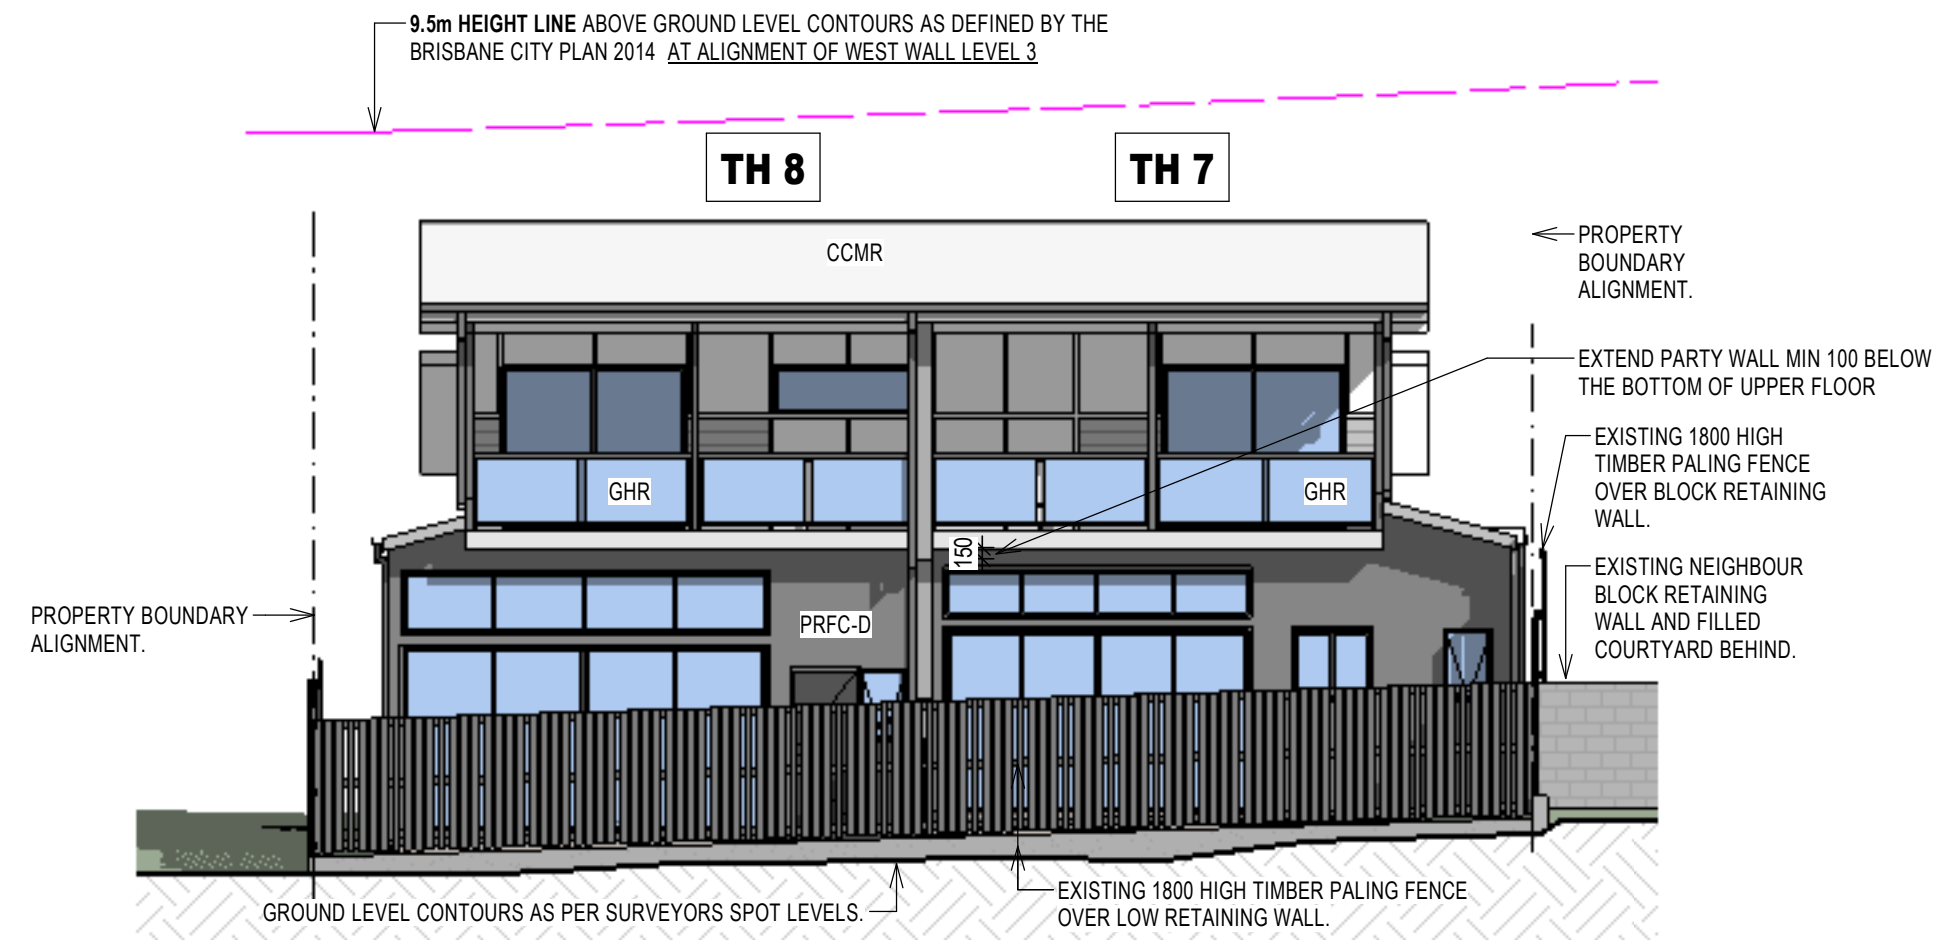 9.5m HEIGHT LINE ABOVE GROUND LEVEL CONTOURS AS DEFINED BY THE
BRISBANE CITY PLAN 2014 AT ALIGNMENT OF WEST WALL LEVEL 3
TH 8
TH 7
CCMR
PROPERTY
BOUNDARY
ALIGNMENT.
EXTEND PARTY WALL MIN 100 BELOW
THE BOTTOM OF UPPER FLOOR
EXISTING 1800 HIGH
TIMBER PALING FENCE
OVER BLOCK RETAINING
WALL.
GHR
GHR
150
EXISTING NEIGHBOUR
BLOCK RETAINING
WALL AND FILLED
COURTYARD BEHIND.
PROPERTY BOUNDARY
ALIGNMENT.
PRFC-D
EXISTING 1800 HIGH TIMBER PALING FENCE
OVER LOW RETAINING WALL.
GROUND LEVEL CONTOURS AS PER SURVEYORS SPOT LEVELS.